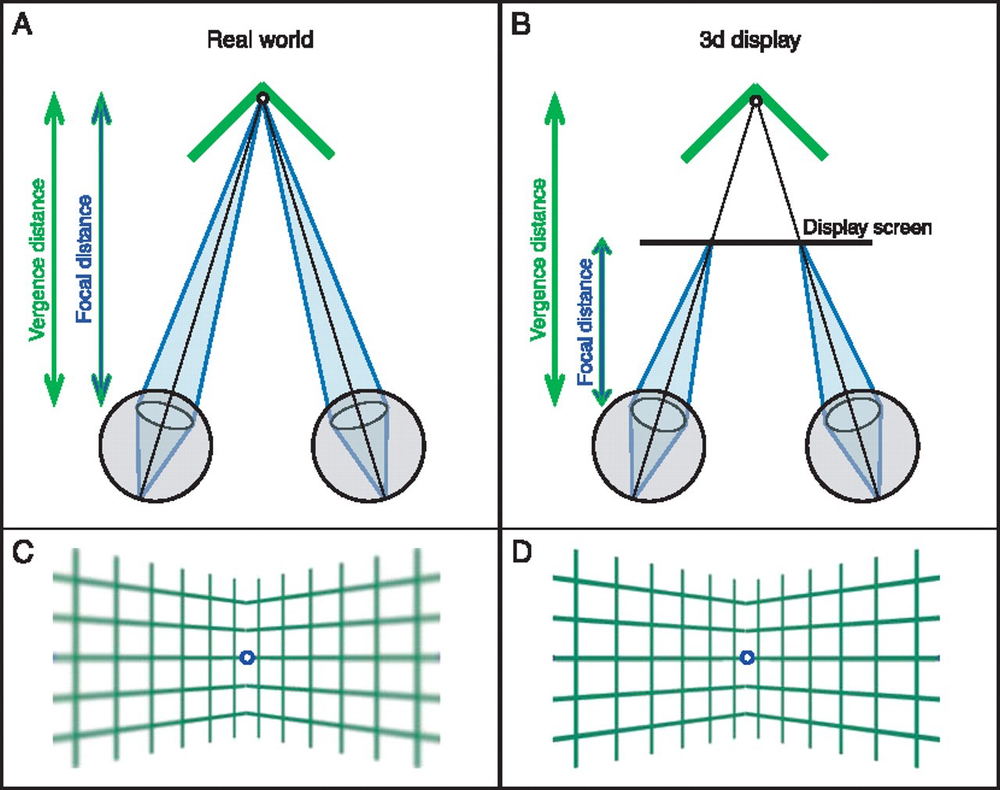 A
Real world
Vergence distance
Focal distance
B
3d display
Vergence distance
Focal distance
Display screen
C
D